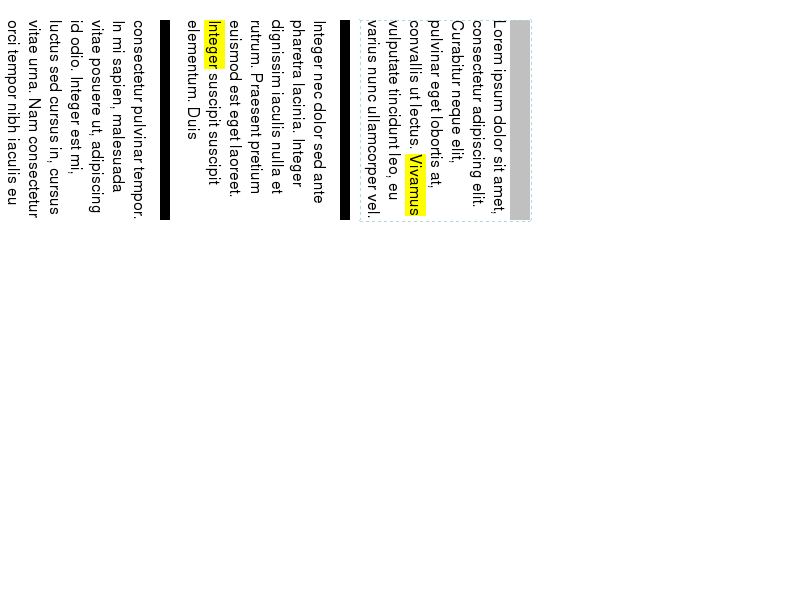 Lorem ipsum dolor sit amet,
consectetur adipiscing elit.
Curabitur neque elit,
pulvinar eget lobortis at,
convallis ut lectus. Vivamus
vulputate tincidunt leo, eu
varius nunc ullamcorper vel.
Integer nec dolor sed ante
pharetra lacinia. Integer
dignissim iaculis nulla et
rutrum. Praesent pretium
euismod est eget laoreet.
Integer suscipit suscipit
elementum. Duis
consectetur pulvinar tempor.
In mi sapien, malesuada
vitae posuere ut, adipiscing
id odio. Integer est mi,
luctus sed cursus in, cursus
vitae urna. Nam consectetur
orci tempor nibh iaculis eu